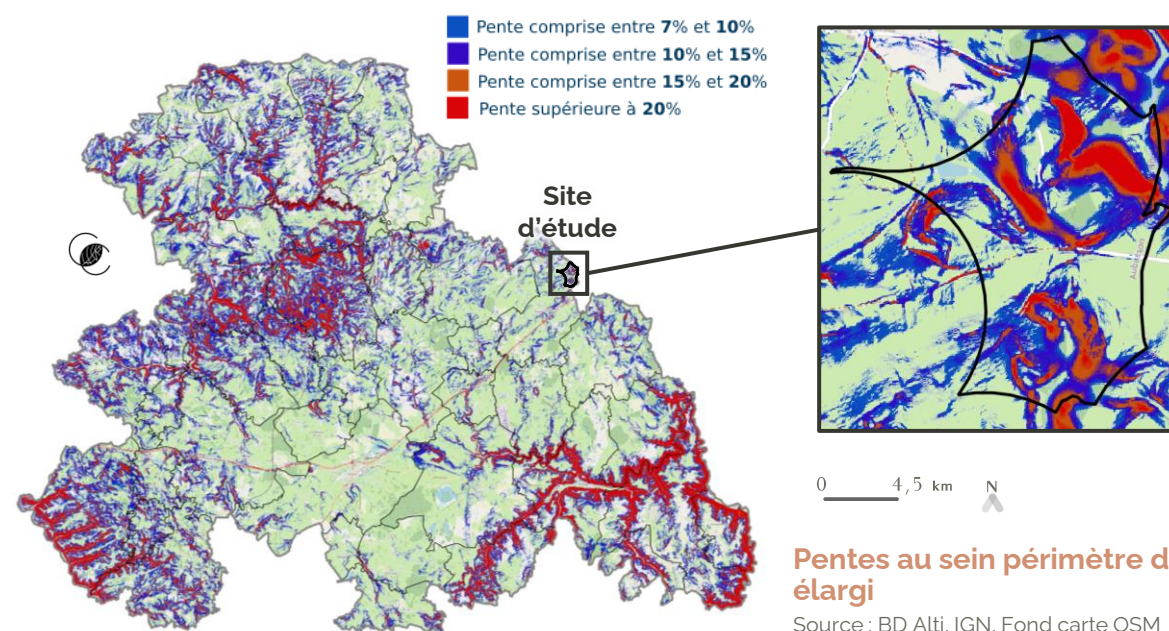 Pente comprise entre 7% et 10%
Pente comprise entre 10% et 15%
Pente comprise entre 15% et 20%
Pente supérieure à 20%
Site
d'étude
0 4,5 km N
Pentes au sein périmètre d
élargi
Source : BD Alti, IGN, Fond carte OSM